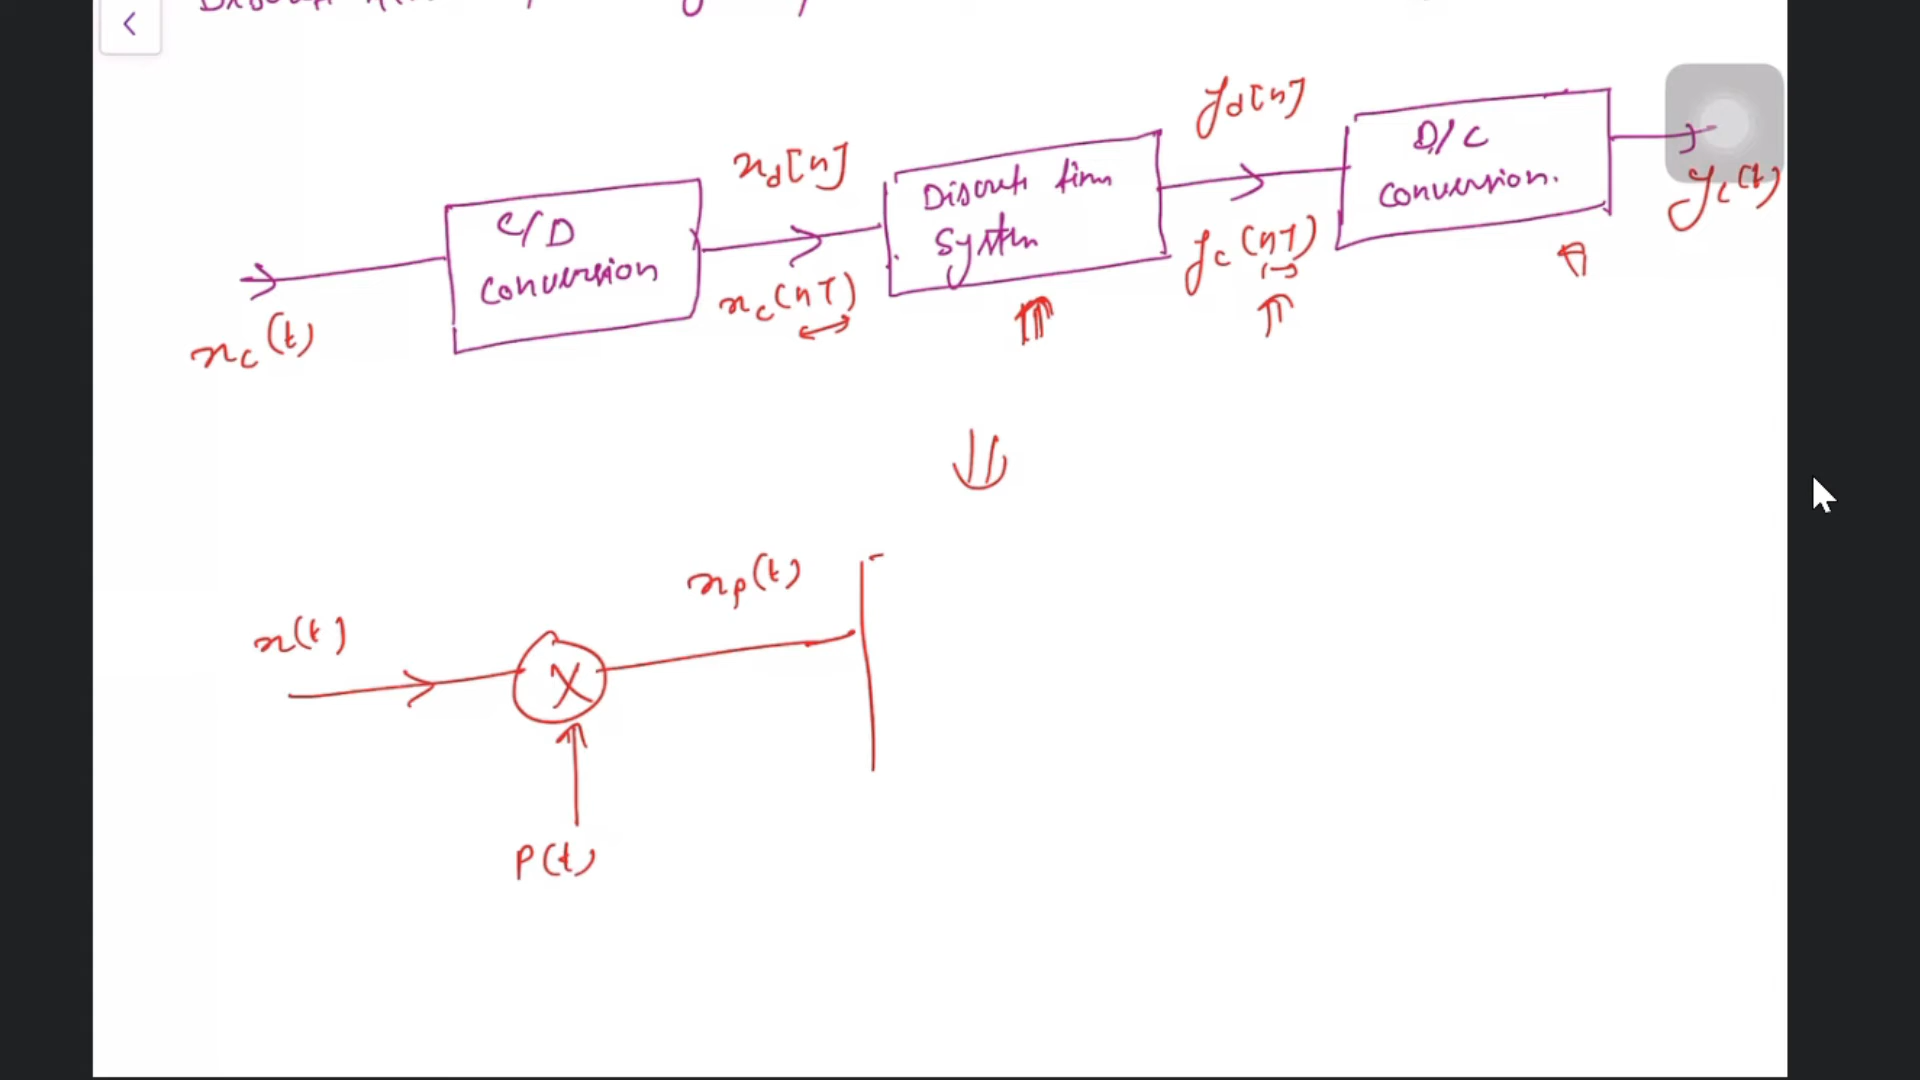 x_d[n]
y_d[n]
C/D
conversion
Discrete time
system
D/C
conversion.
x_c(t)
x_c(nT)
y_c(nT)
y_c(t)
x(t)
x_p(t)
X
P(t)